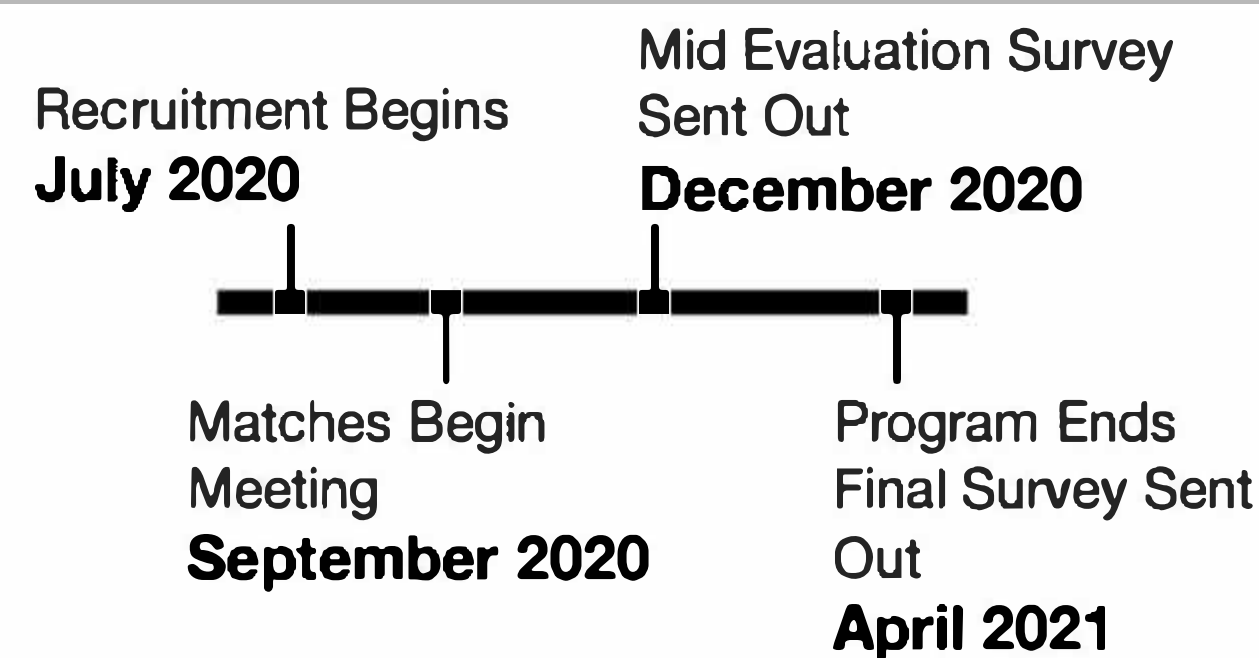 Recruitment Begins
July 2020
Mid Evaluation Survey
Sent Out
December 2020
Matches Begin
Meeting
September 2020
Program Ends
Final Survey Sent
Out
April 2021